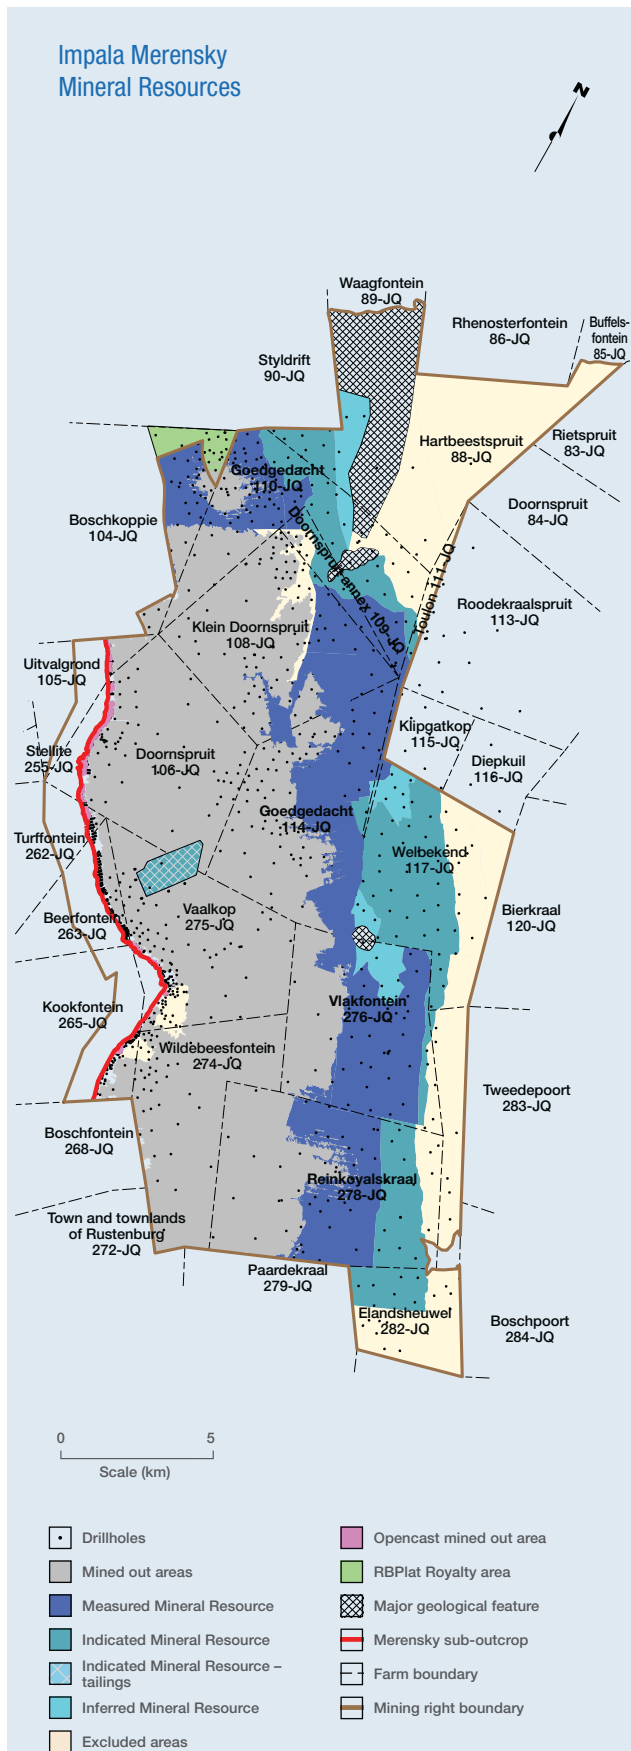 Impala Merensky
Mineral Resources
N
Waagfontein
89-JQ
Rhenosterfontein
86-JQ
Buffels-
fontein
85-JQ
Styldrift
90-JQ
Hartbeestspruit
88-JQ
Rietspruit
83-JQ
Goedgedacht
110-JQ
Doornspruit
84-JQ
Boschkoppie
104-JQ
Doornspruit annex 109-JQ
Toulon 111-JQ
Roodekraalspruit
113-JQ
Klein Doornspruit
108-JQ
Uitvalgrond
105-JQ
Klipgatkop
115-JQ
Stellite
255-JQ
Doornspruit
106-JQ
Diepkuil
116-JQ
Goedgedacht
114-JQ
Turffontein
262-JQ
Welbekend
117-JQ
Beerfontein
263-JQ
Vaalkop
275-JQ
Bierkraal
120-JQ
Kookfontein
265-JQ
Vlakfontein
276-JQ
Wildebeesfontein
274-JQ
Tweedepoort
283-JQ
Boschfontein
268-JQ
Reinkoyalskraal
278-JQ
Town and townlands
of Rustenburg
272-JQ
Paardekraal
279-JQ
Elandsheuwel
282-JQ
Boschpoort
284-JQ
0 5
Scale (km)
Drillholes
Mined out areas
Measured Mineral Resource
Indicated Mineral Resource
Indicated Mineral Resource –
tailings
Inferred Mineral Resource
Excluded areas
Opencast mined out area
RBPlat Royalty area
Major geological feature
Merensky sub-outcrop
Farm boundary
Mining right boundary